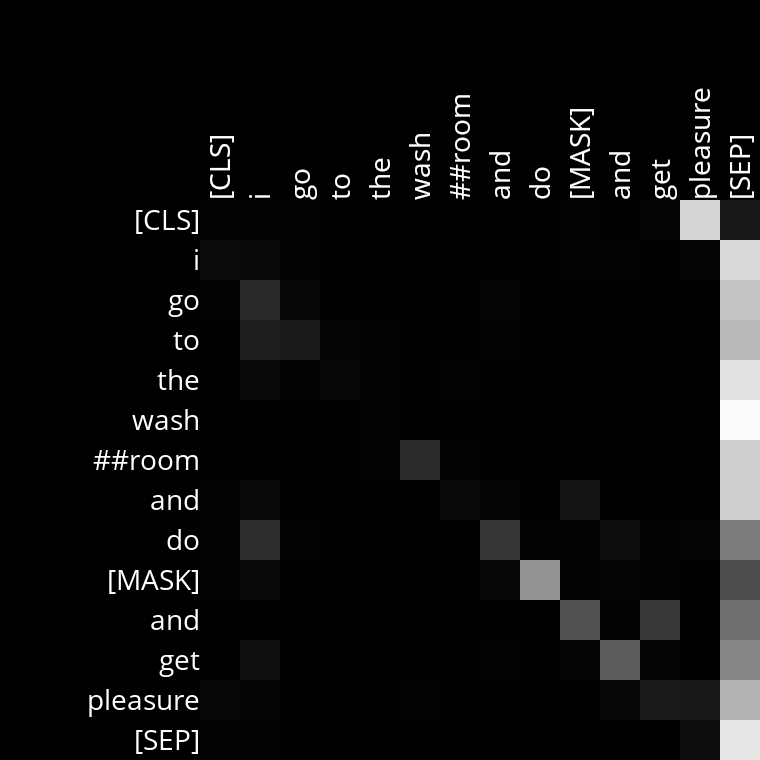 [CLS] i go to the wash ##room and do [MASK] and get pleasure [SEP]
[CLS]
i
go
to
the
wash
##room
and
do
[MASK]
and
get
pleasure
[SEP]